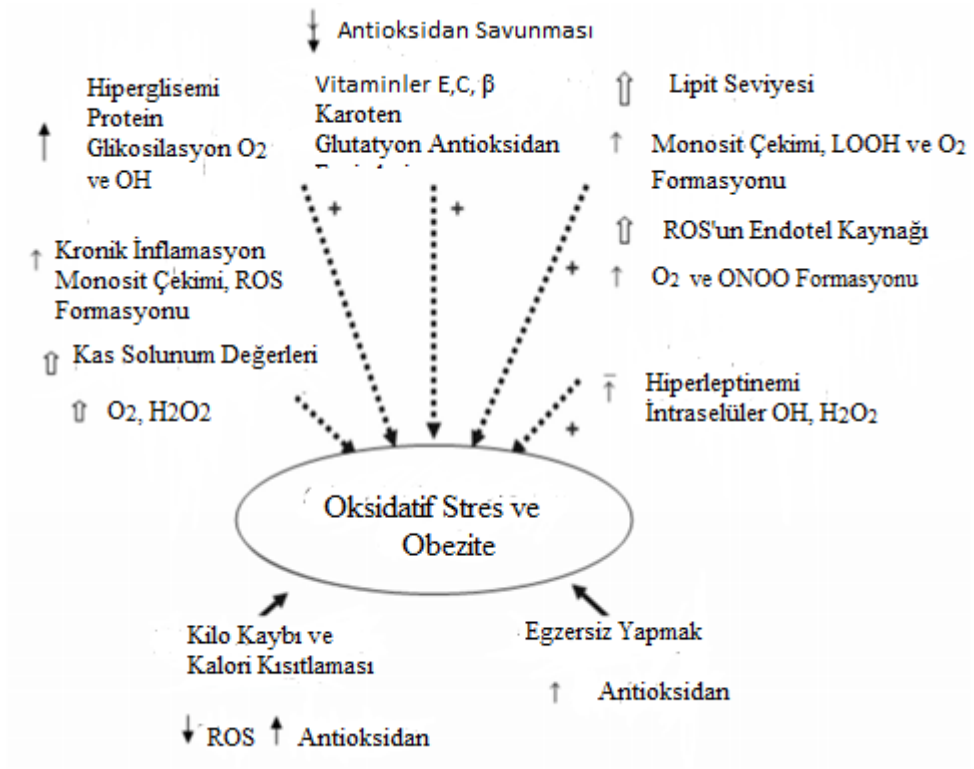 Antioksidan Savunması
Hiperglisemi
Protein
Glikosilasyon O2
ve OH
Vitaminler E,C, β
Karoten
Glutatyon Antioksidan
Lipit Seviyesi
Monosit Çekimi, LOOH ve O2
Formasyonu
ROS'un Endotel Kaynağı
O2 ve ONOO Formasyonu
+
+
+
Kronik İnflamasyon
Monosit Çekimi, ROS
Formasyonu
Kas Solunum Değerleri
O2, H2O2
Hiperleptinemi
İntraselüler OH, H2O2
+
Oksidatif Stres ve
Obezite
Kilo Kaybı ve
Kalori Kısıtlaması
ROS ↑ Antioksidan
Egzersiz Yapmak
Antioksidan